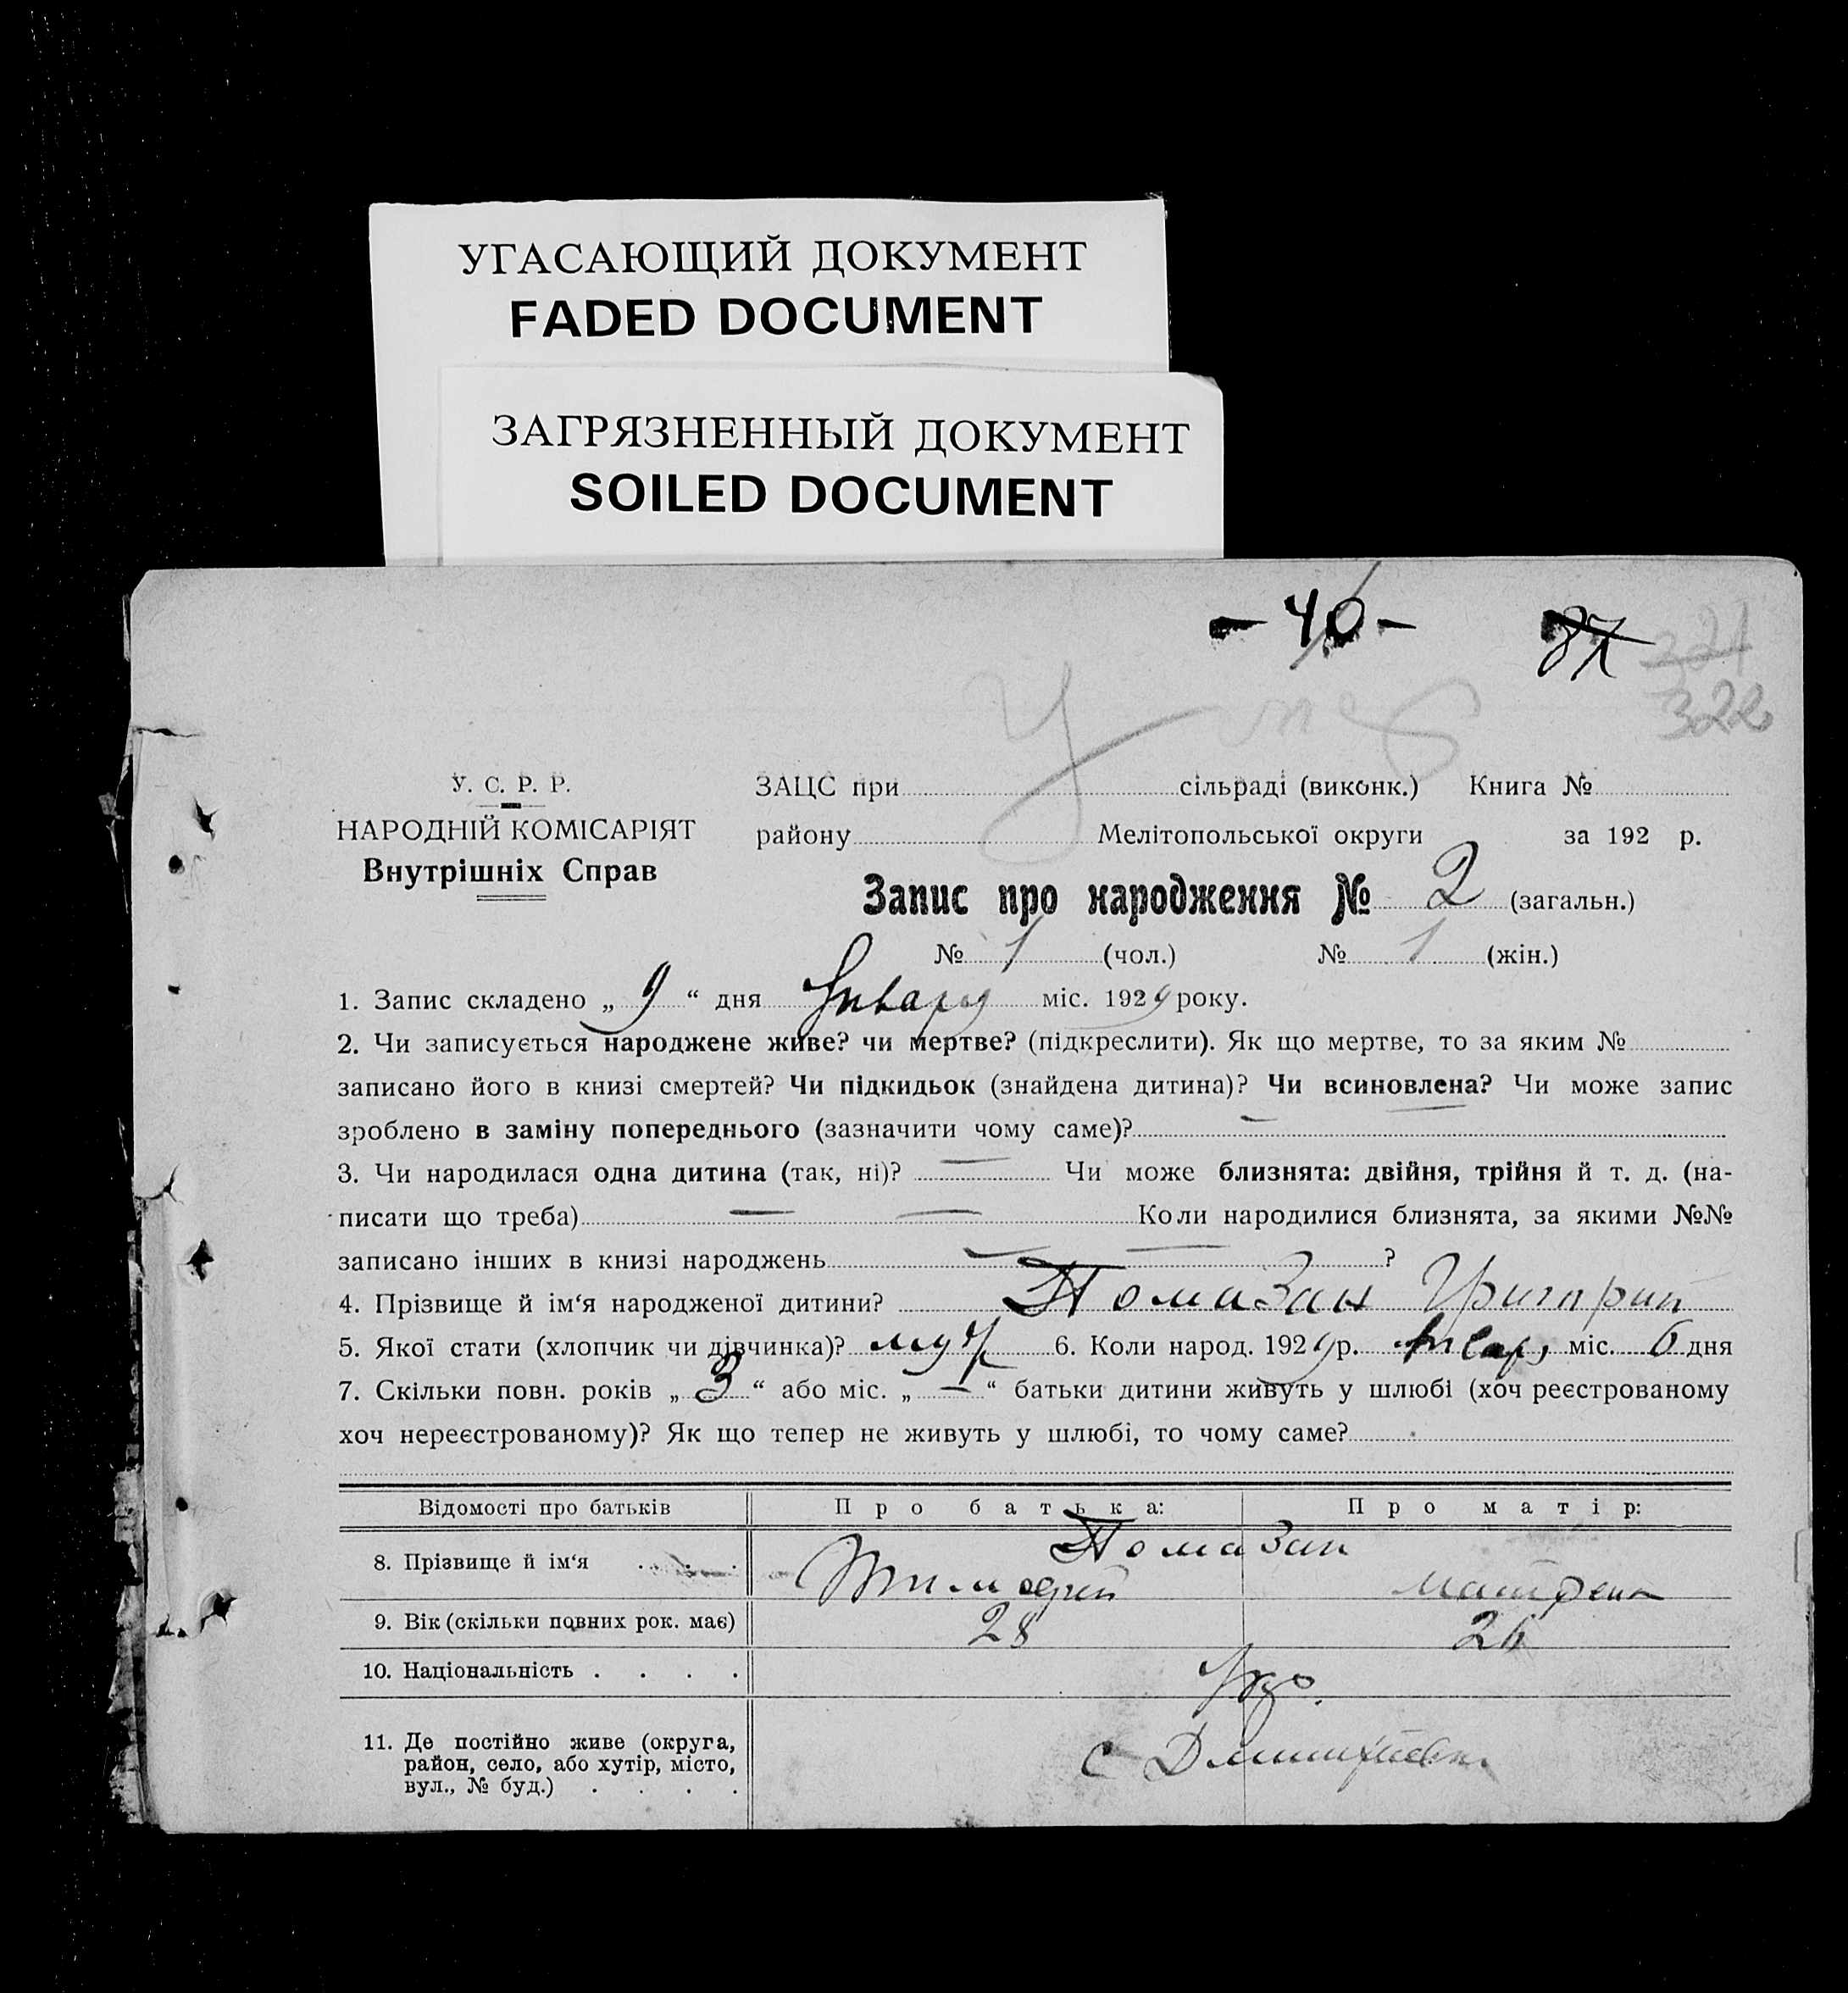 УГАСАЮЩИЙ ДОКУМЕНТ
FADED DOCUMENT
ЗАГРЯЗНЕННЫЙ ДОКУМЕНТ
SOILED DOCUMENT
- 40 - 37 321
322
Умер
У. С. Р. Р.
НАРОДНІЙ КОМІСАРІЯТ
Внутрішніх Справ
ЗАЦС при сільраді (виконк.) Книга №
району Мелітопольської округи за 192 р.
Запис про народження № 2 (загальн.)
№ 1 (чол.) № 1 (жін.)
1. Запис складено „ 9 “ дня Января міс. 1929 року.
2. Чи записується народжене живе? чи мертве? (підкреслити). Як що мертве, то за яким №
записано його в книзі смертей? Чи підкидьок (знайдена дитина)? Чи всиновлена? Чи може запис
зроблено в заміну попереднього (зазначити чому саме)? —
3. Чи народилася одна дитина (так, ні)? — Чи може близнята: двійня, трійня й т. д. (на-
писати що треба) — — Коли народилися близнята, за якими №№
записано інших в книзі народжень — — ?
4. Прізвище й ім‘я народженої дитини? Помазан Григорий
5. Якої стати (хлопчик чи дівчинка)? муж 6. Коли народ. 1929 р. Январ міс. 6 дня
7. Скільки повн. років „ 3 “ або міс. „ — “ батьки дитини живуть у шлюбі (хоч реєстрованому
хоч нереєстрованому)? Як що тепер не живуть у шлюбі, то чому саме?
Відомості про батьків Про батька: Про матір:
8. Прізвище й ім‘я . . . Помазан
Тимофей Матрена
9. Вік (скільки повних рок. має) 28 26
10. Національність . . . . Укр.
11. Де постійно живе (округа,
район, село, або хутір, місто,
вул., № буд.) . . . .
с